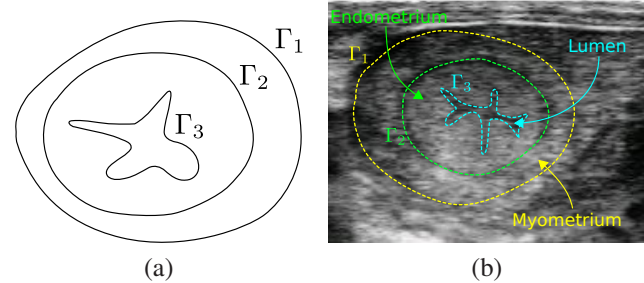 Γ1
Γ2
Γ3
(a)
Endometrium
Lumen
Γ1
Γ3
Γ2
Myometrium
(b)